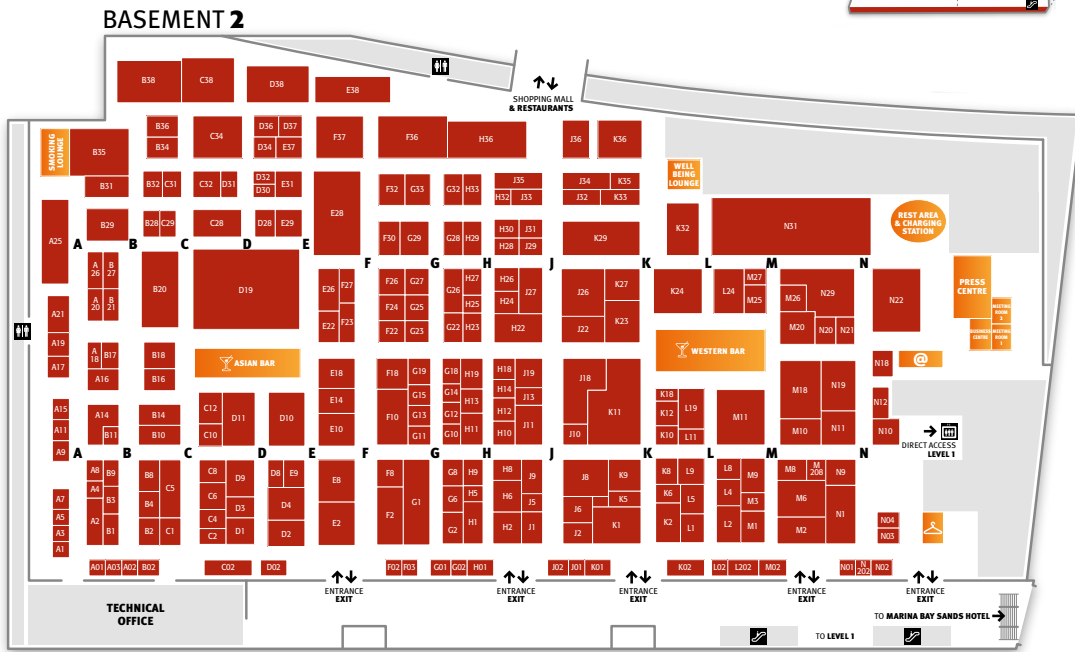 BASEMENT 2
B38
C38
D38
E38
SHOPPING MALL
& RESTAURANTS
SMOKING
LOUNGE
B35
B36
B34
C34
D36
D37
D34
E37
F37
F36
H36
J36
K36
B31
B32
C31
C32
D31
D32
D30
E31
E28
F32
G33
G32
H33
J35
H32
J33
J34
K35
J32
K33
WELL
BEING
LOUNGE
A25
B29
B28
C29
C28
D28
E29
F30
G29
G28
H29
H30
J31
H28
J29
K29
K32
N31
REST AREA
& CHARGING
STATION
A
B
C
D
E
F
G
H
J
K
L
M
N
A
26
B
27
A
20
B
21
B20
D19
E26
F27
E22
F23
F26
G27
F24
G25
F22
G23
G26
H27
H25
G22
H23
H26
J27
H24
H22
J26
K27
J22
K23
K24
L24
M27
M25
M26
N29
M20
N20
N21
N22
PRESS
CENTRE
MEETING
ROOM
2
BUSINESS
CENTRE
MEETING
ROOM
1
A21
A19
A17
A
18
B17
A16
B18
B16
ASIAN BAR
WESTERN BAR
@
E18
E14
E10
F18
F10
G19
G15
G13
G11
G18
G14
G12
G10
H19
H13
H11
H18
H14
H12
H10
J19
J13
J11
J18
J10
K11
K18
K12
K10
L19
L11
M11
M18
M10
N19
N11
N18
N12
N10
DIRECT ACCESS
LEVEL 1
A15
A11
A9
A14
B11
B14
B10
C12
C10
D11
D10
A
B
C
D
E
F
G
H
J
K
L
M
N
A7
A5
A3
A1
A8
A4
A2
B9
B3
B1
B8
B4
B2
C5
C1
C8
C6
C4
C2
D9
D3
D1
D8
E9
D4
D2
E8
E2
F8
F2
G1
G8
G6
G2
H9
H5
H1
H8
H6
H2
J9
J5
J1
J8
J6
J2
K9
K5
K1
K8
K6
K2
L9
L5
L1
L8
L4
L2
M9
M3
M1
M8
M
208
M6
M2
N9
N1
N04
N03
A01
A03
A02
B02
C02
D02
F02
F03
G01
G02
H01
J02
J01
K01
K02
L02
L202
M02
N01
N
202
N02
ENTRANCE
EXIT
ENTRANCE
EXIT
ENTRANCE
EXIT
ENTRANCE
EXIT
ENTRANCE
EXIT
TECHNICAL
OFFICE
TO MARINA BAY SANDS HOTEL
TO LEVEL 1